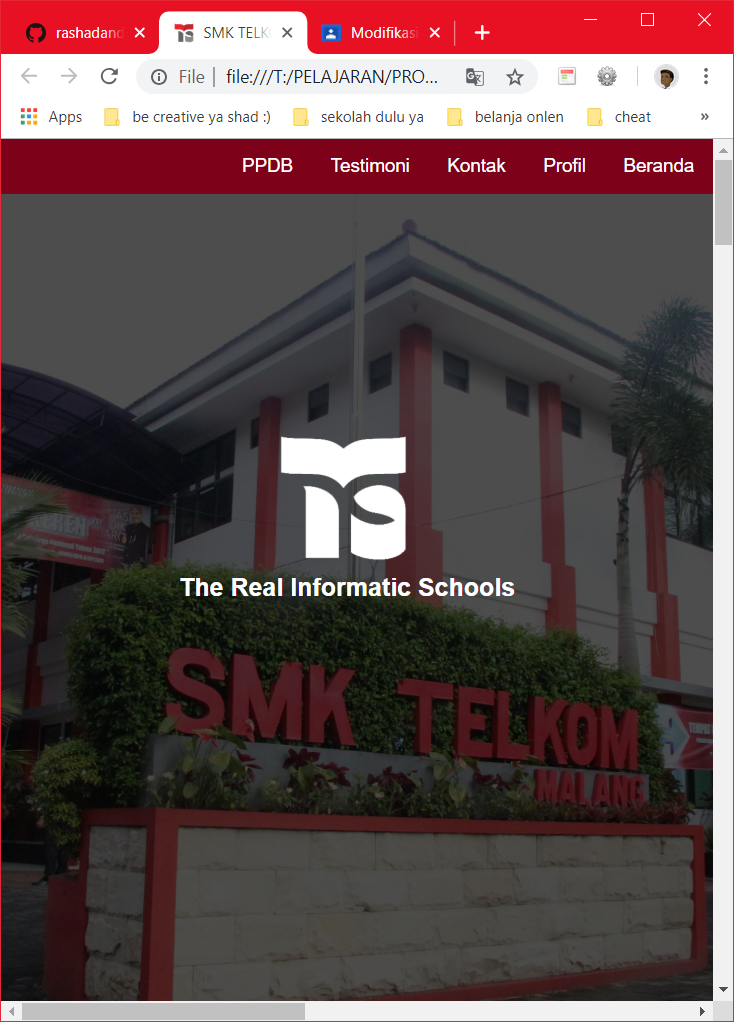 rashadand
SMK TELK
Modifikasi
File
file:///T:/PELAJARAN/PRO...
Apps
be creative ya shad :)
sekolah dulu ya
belanja onlen
cheat
»
PPDB
Testimoni
Kontak
Profil
Beranda
TS
The Real Informatic Schools
SMK TELKOM
MALANG